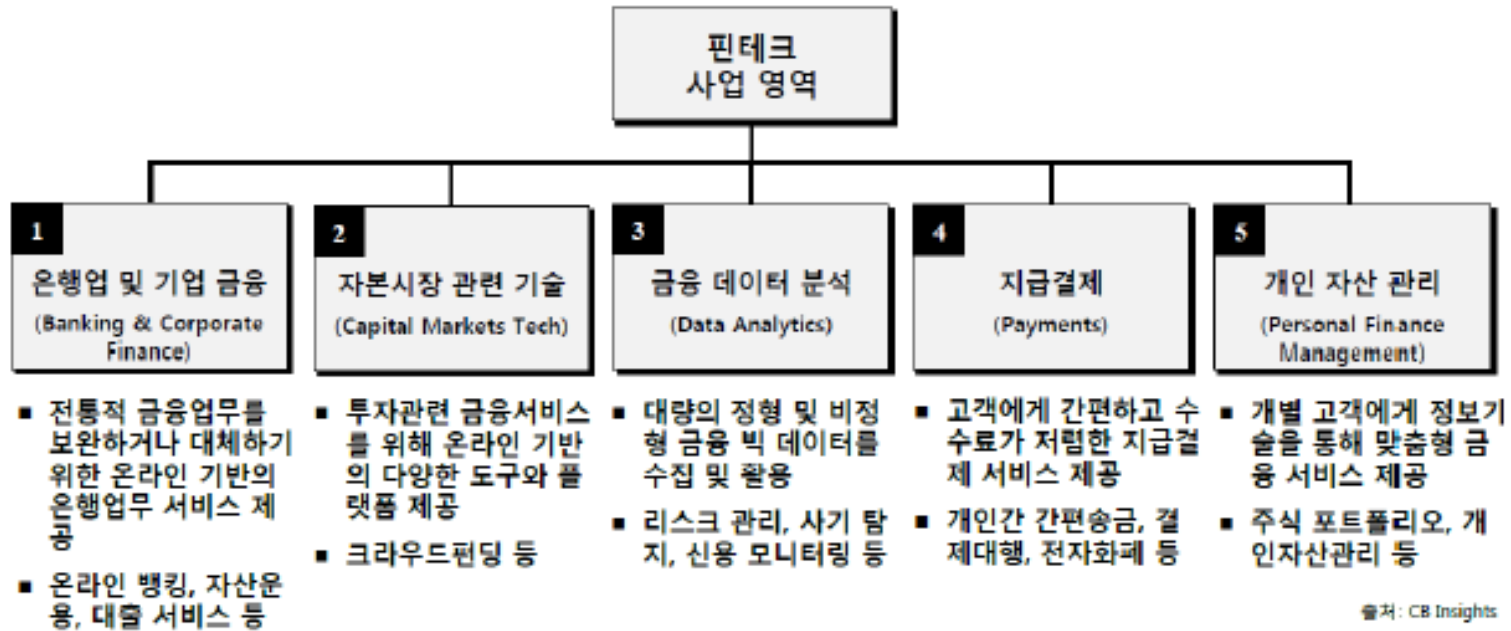 핀테크
사업 영역
1
은행업 및 기업 금융
(Banking & Corporate
Finance)
■ 전통적 금융업무를
보완하거나 대체하기
위한 온라인 기반의
은행업무 서비스 제
공
■ 온라인 뱅킹, 자산운
용, 대출 서비스 등
2
자본시장 관련 기술
(Capital Markets Tech)
■ 투자관련 금융서비스
를 위해 온라인 기반
의 다양한 도구와 플
랫폼 제공
■ 크라우드펀딩 등
3
금융 데이터 분석
(Data Analytics)
■ 대량의 정형 및 비정
형 금융 빅 데이터를
수집 및 활용
■ 리스크 관리, 사기 탐
지, 신용 모니터링 등
4
지급결제
(Payments)
■ 고객에게 간편하고 수
수료가 저렴한 지급결
제 서비스 제공
■ 개인간 간편송금, 결
제대행, 전자화폐 등
5
개인 자산 관리
(Personal Finance
Management)
■ 개별 고객에게 정보기
술을 통해 맞춤형 금
융 서비스 제공
■ 주식 포트폴리오, 개
인자산관리 등
출처: CB Insights